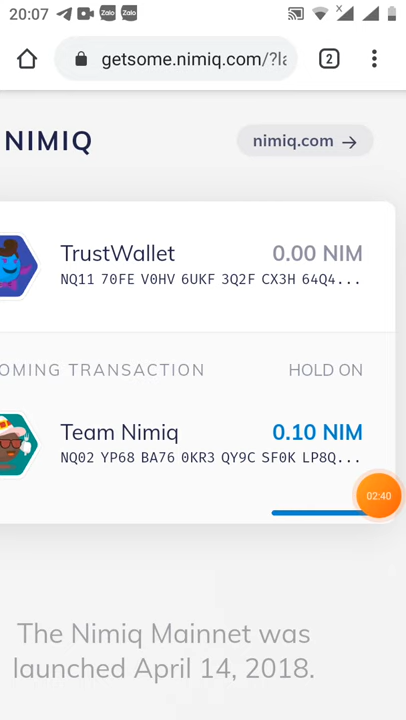 20:07 Zalo Zalo
getsome.nimiq.com/?la
2
NIMIQ
nimiq.com →
TrustWallet 0.00 NIM
NQ11 70FE V0HV 6UKF 3Q2F CX3H 64Q4...
OMING TRANSACTION HOLD ON
Team Nimiq 0.10 NIM
NQ02 YP68 BA76 0KR3 QY9C SF0K LP8Q...
02:40
The Nimiq Mainnet was
launched April 14, 2018.